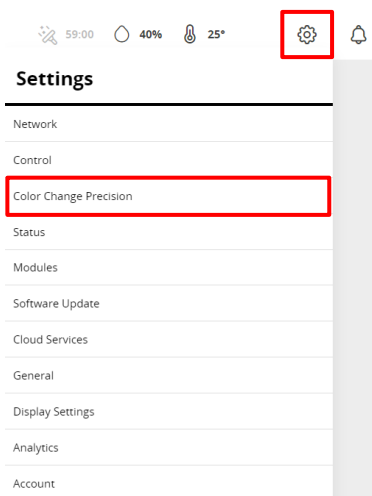 59:00 40% 25°
Settings
Network
Control
Color Change Precision
Status
Modules
Software Update
Cloud Services
General
Display Settings
Analytics
Account